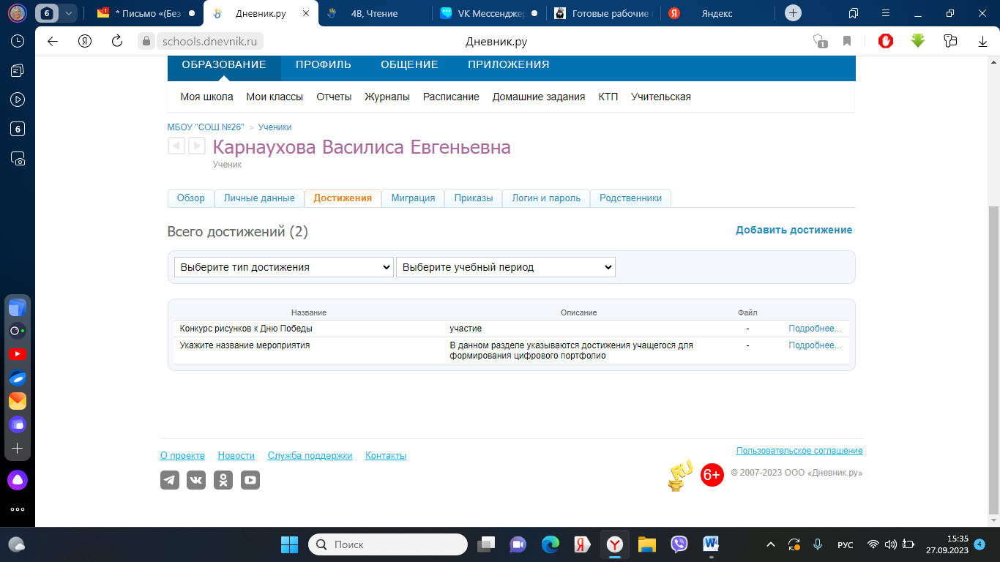 6
* Письмо «(Без
Дневник.ру
4В, Чтение
VK Мессенджер
Готовые рабочие п
Яндекс
schools.dnevnik.ru
Дневник.ру
1
ОБРАЗОВАНИЕ ПРОФИЛЬ ОБЩЕНИЕ ПРИЛОЖЕНИЯ
Моя школа Мои классы Отчеты Журналы Расписание Домашние задания КТП Учительская
6
МБОУ "СОШ №26" > Ученики
Карнаухова Василиса Евгеньевна
Ученик
Обзор Личные данные Достижения Миграция Приказы Логин и пароль Родственники
Всего достижений (2)
Добавить достижение
Выберите тип достижения Выберите учебный период
Название Описание Файл
Конкурс рисунков к Дню Победы участие - Подробнее...
Укажите название мероприятия В данном разделе указываются достижения учащегося для - Подробнее...
формирования цифрового портфолио
О проекте Новости Служба поддержки Контакты
Пользовательское соглашение
RU
6+
© 2007-2023 ООО «Дневник.ру»
Поиск
РУС
15:35
27.09.2023
4